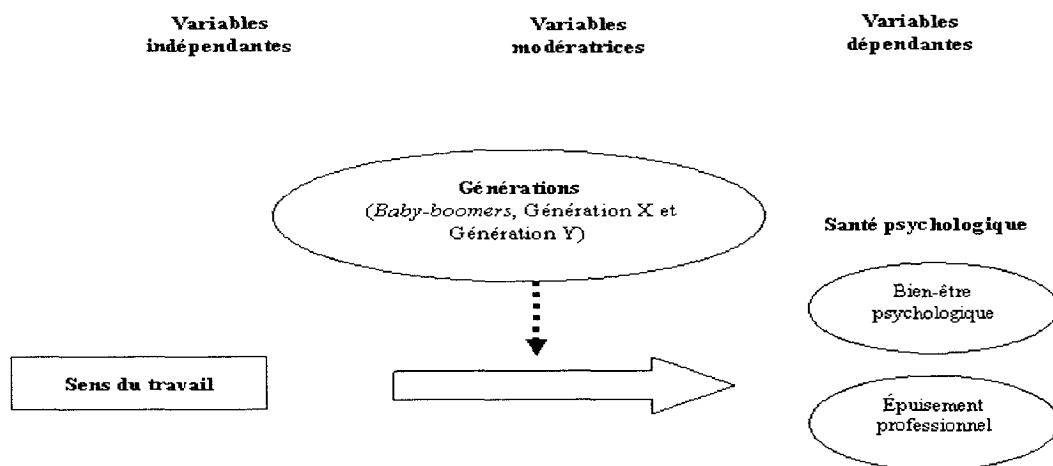 Variables
indépendantes
Variables
modératrices
Variables
dépendantes
Générations
(Baby-boomers, Génération X et
Génération Y)
Santé psychologique
Bien-être
psychologique
Sens du travail
Épuisement
professionnel